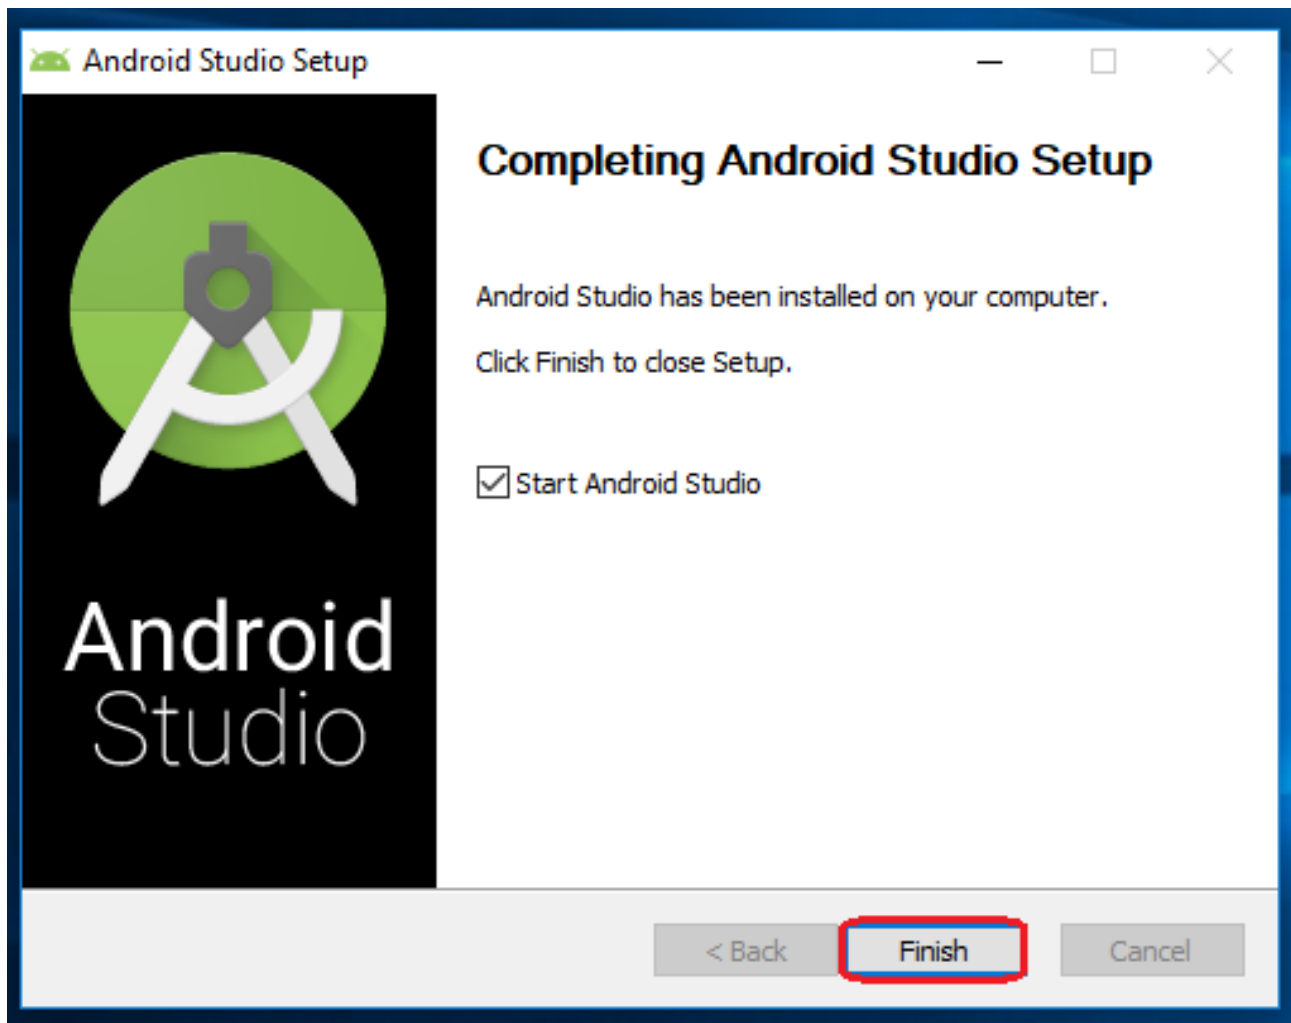 Android Studio Setup
Android
Studio
Completing Android Studio Setup
Android Studio has been installed on your computer.
Click Finish to close Setup.
Start Android Studio
< Back
Finish
Cancel